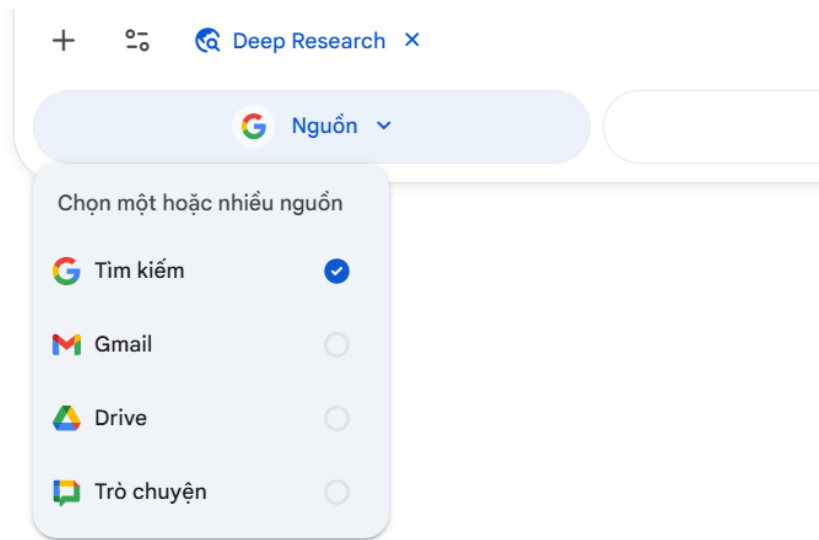 Deep Research
Nguồn
Chọn một hoặc nhiều nguồn
Tìm kiếm
Gmail
Drive
Trò chuyện